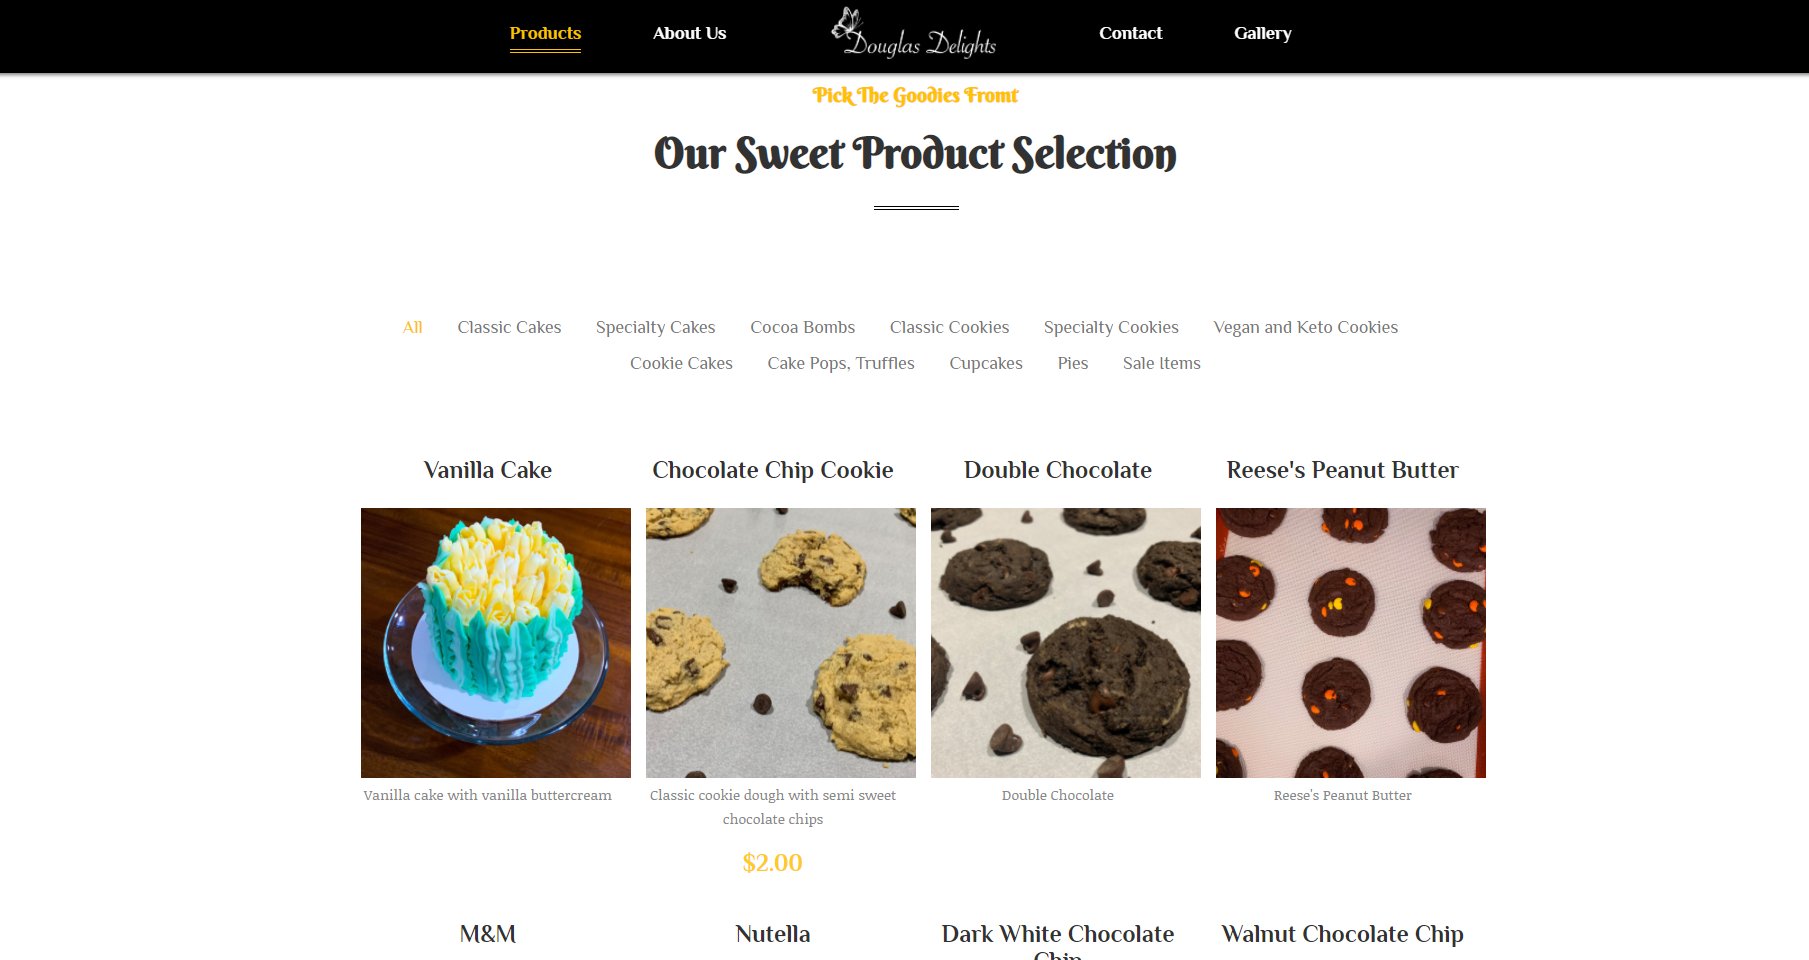 Products
About Us
Douglas Delights
Contact
Gallery
Pick The Goodies Fromt
Our Sweet Product Selection
All
Classic Cakes
Specialty Cakes
Cocoa Bombs
Classic Cookies
Specialty Cookies
Vegan and Keto Cookies
Cookie Cakes
Cake Pops, Truffles
Cupcakes
Pies
Sale Items
Vanilla Cake
Chocolate Chip Cookie
Double Chocolate
Reese's Peanut Butter
Vanilla cake with vanilla buttercream
Classic cookie dough with semi sweet
chocolate chips
Double Chocolate
Reese's Peanut Butter
$2.00
M&M
Nutella
Dark White Chocolate
Chip
Walnut Chocolate Chip